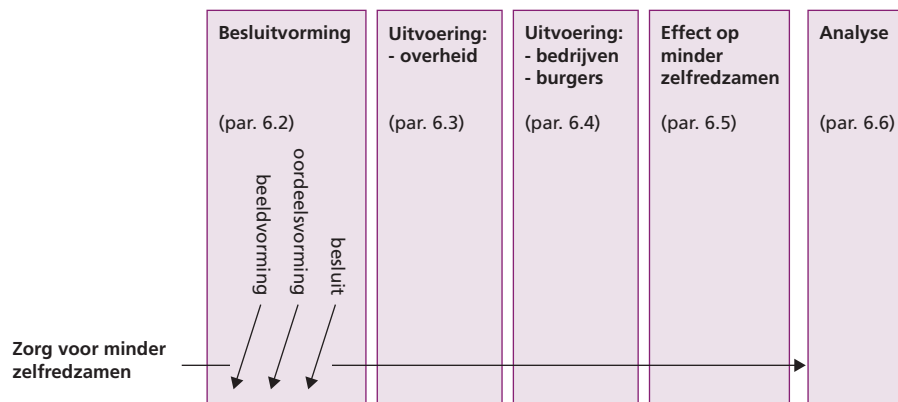 Besluitvorming
(par. 6.2)
beeldvorming
oordeelsvorming
besluit
Uitvoering:
- overheid
(par. 6.3)
Uitvoering:
- bedrijven
- burgers
(par. 6.4)
Effect op
minder
zelfredzamen
(par. 6.5)
Analyse
(par. 6.6)
Zorg voor minder
zelfredzamen